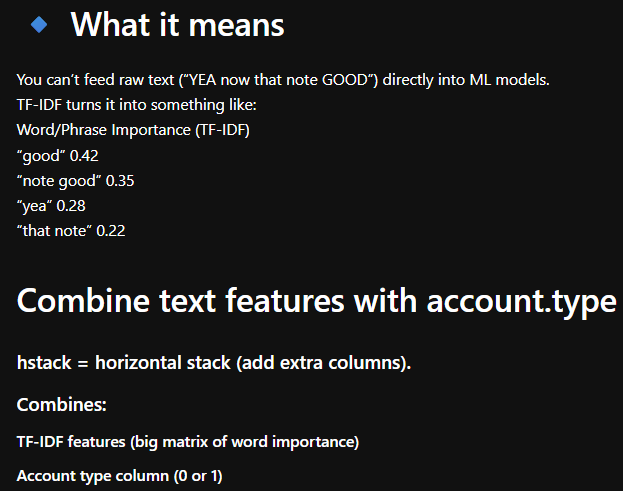 What it means
You can’t feed raw text (“YEA now that note GOOD”) directly into ML models.
TF-IDF turns it into something like:
Word/Phrase Importance (TF-IDF)
“good” 0.42
“note good” 0.35
“yea” 0.28
“that note” 0.22
Combine text features with account.type
hstack = horizontal stack (add extra columns).
Combines:
TF-IDF features (big matrix of word importance)
Account type column (0 or 1)